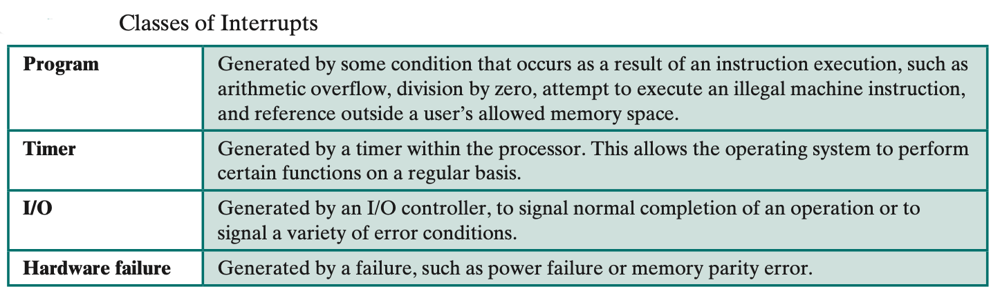 Classes of Interrupts
Program
Generated by some condition that occurs as a result of an instruction execution, such as
arithmetic overflow, division by zero, attempt to execute an illegal machine instruction,
and reference outside a user’s allowed memory space.
Timer
Generated by a timer within the processor. This allows the operating system to perform
certain functions on a regular basis.
I/O
Generated by an I/O controller, to signal normal completion of an operation or to
signal a variety of error conditions.
Hardware failure
Generated by a failure, such as power failure or memory parity error.